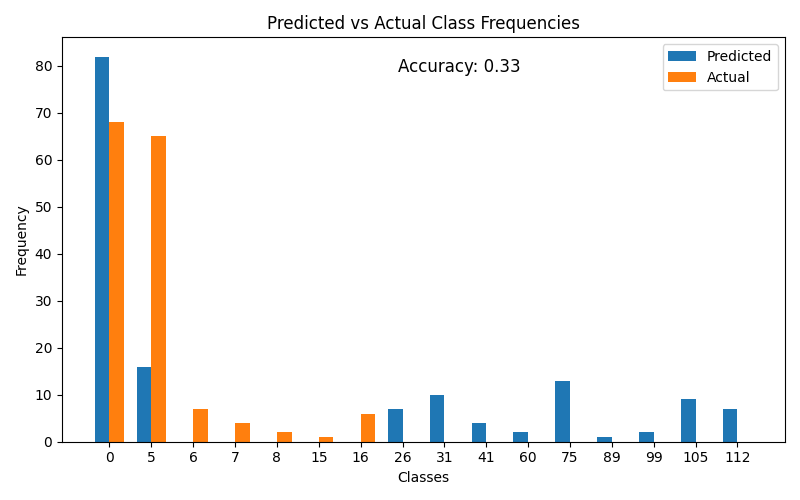 Predicted vs Actual Class Frequencies
Accuracy: 0.33
Predicted
Actual
Frequency
80
70
60
50
40
30
20
10
0
0 5 6 7 8 15 16 26 31 41 60 75 89 99 105 112
Classes